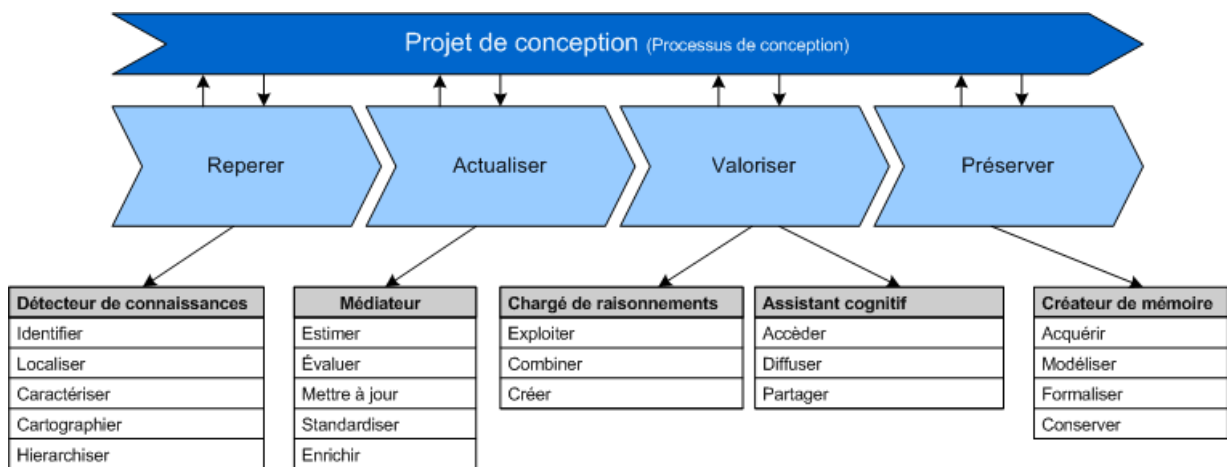 Projet de conception (Processus de conception)
Reperer
Actualiser
Valoriser
Préserver
Détecteur de connaissances
Identifier
Localiser
Caractériser
Cartographier
Hierarchiser
Médiateur
Estimer
Évaluer
Mettre à jour
Standardiser
Enrichir
Chargé de raisonnements
Exploiter
Combiner
Créer
Assistant cognitif
Accèder
Diffuser
Partager
Créateur de mémoire
Acquérir
Modéliser
Formaliser
Conserver